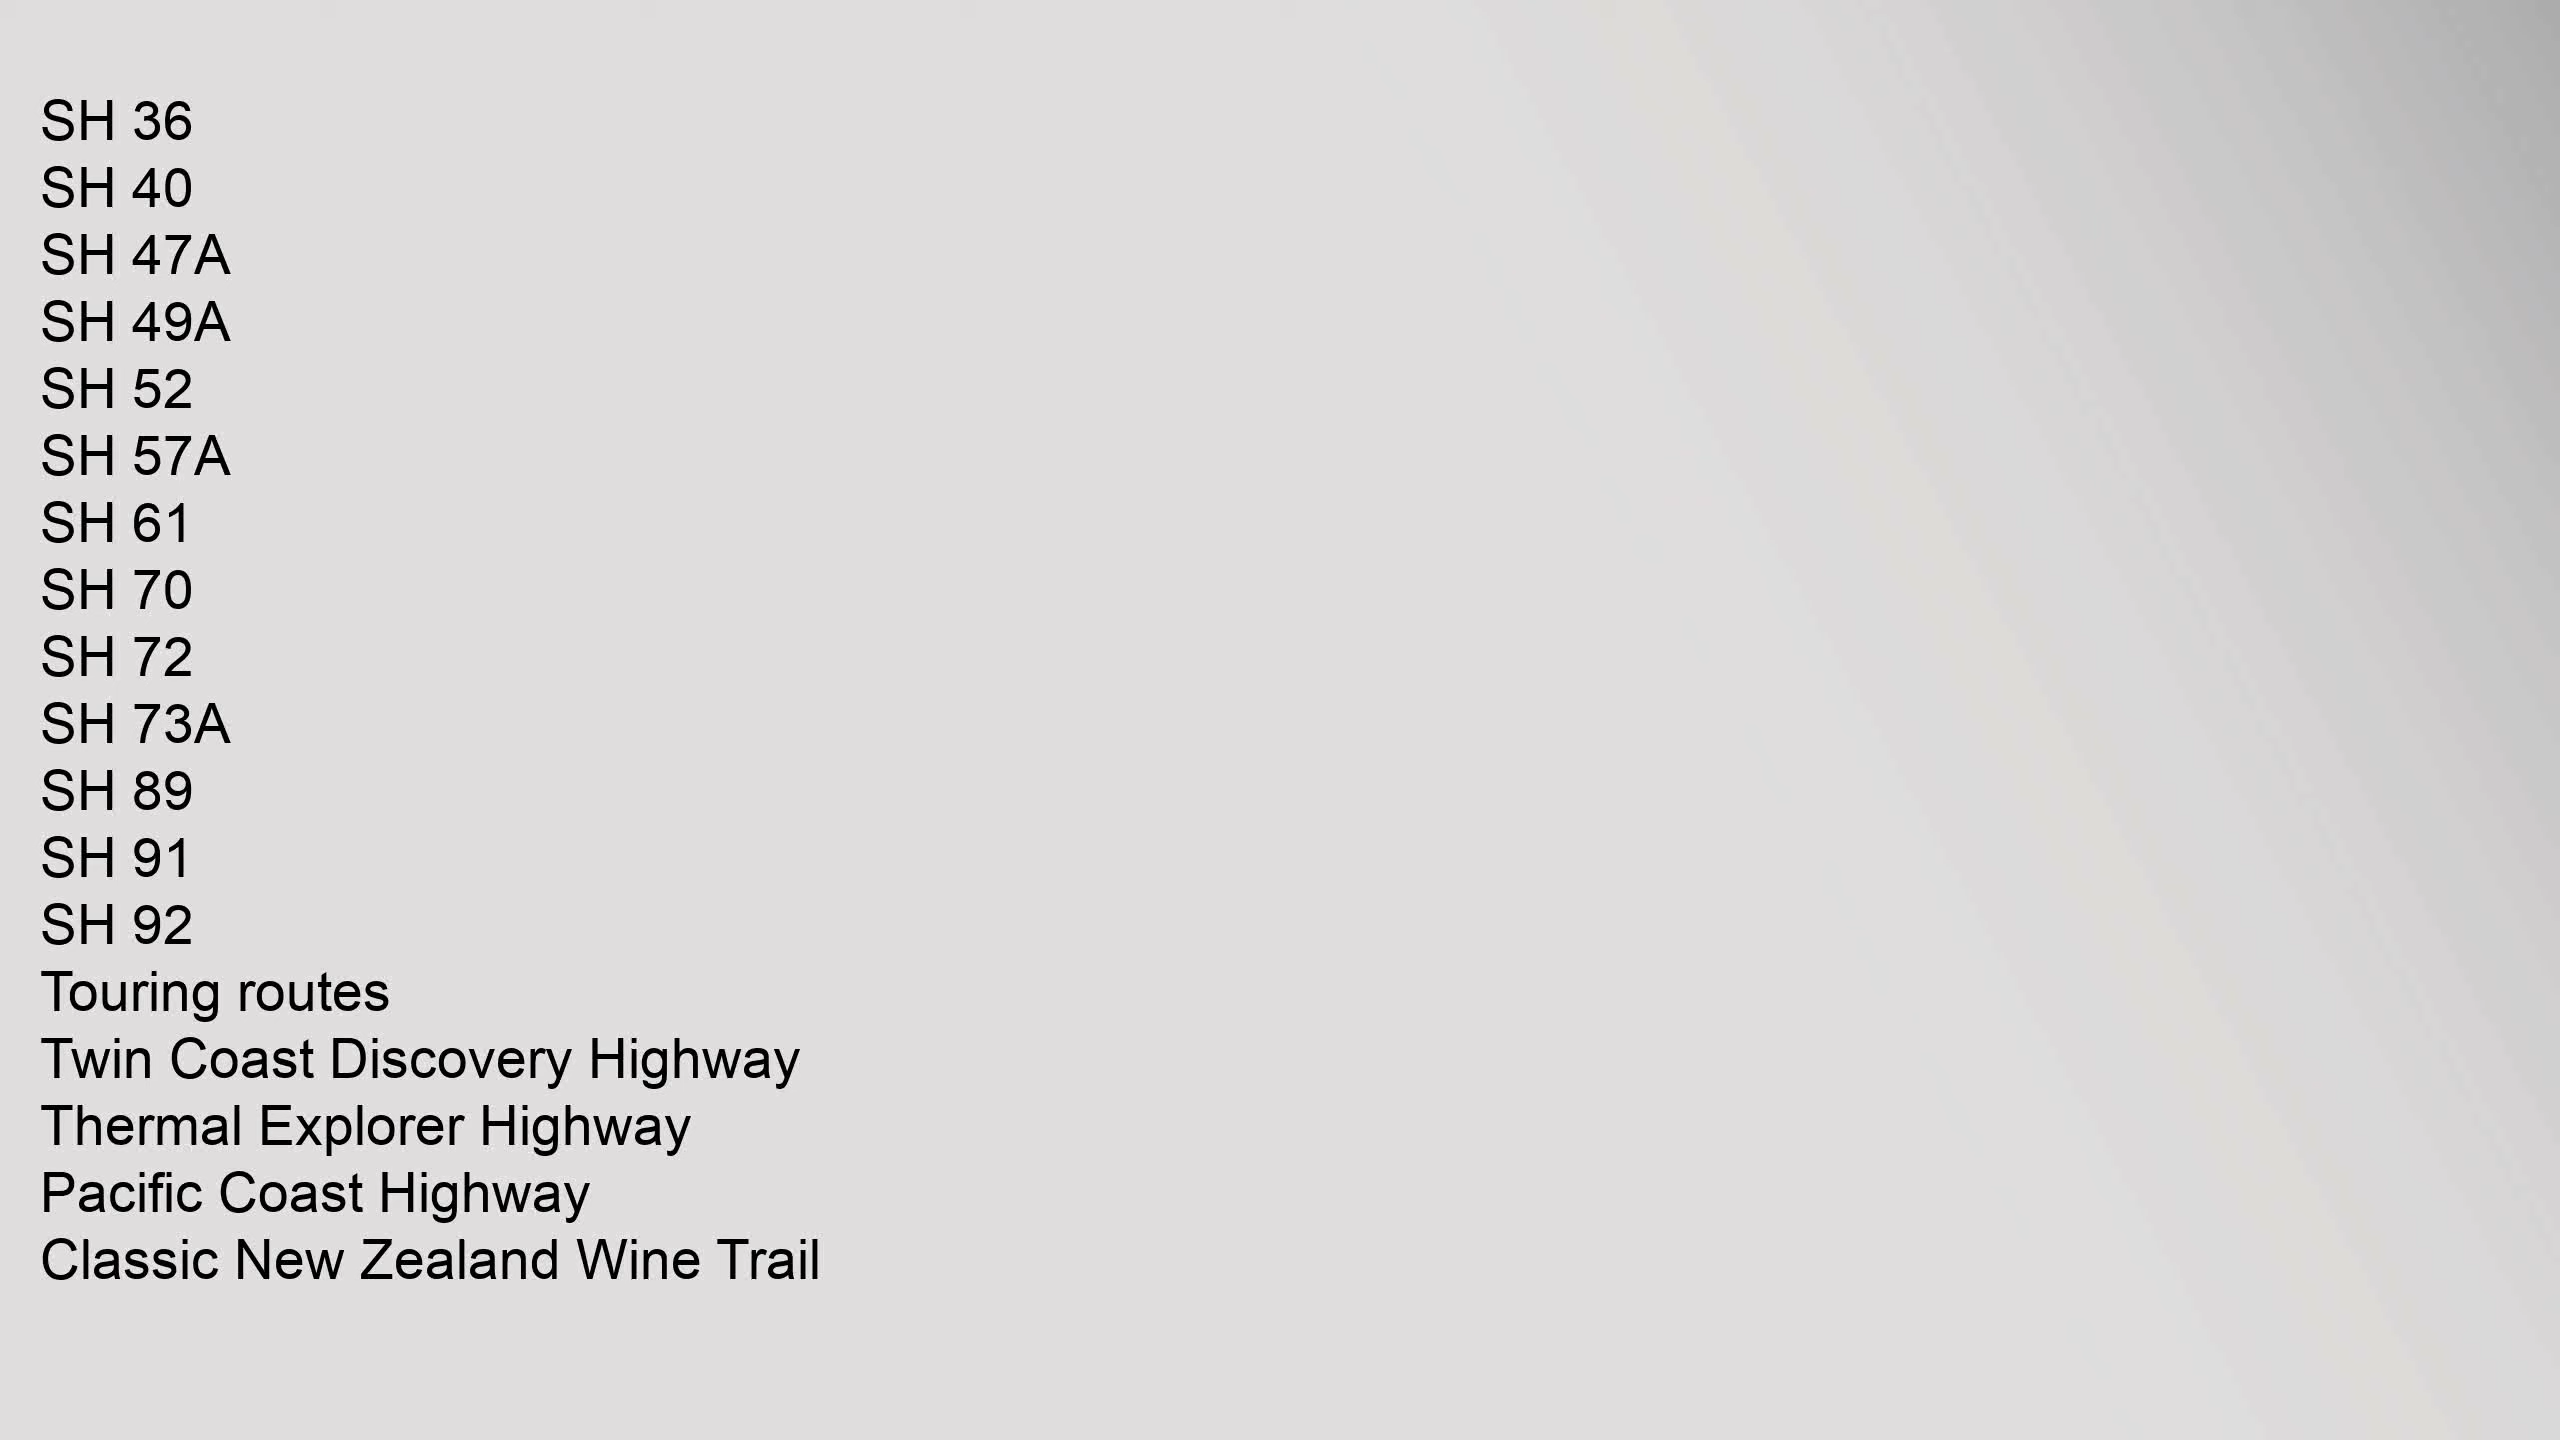 SH 36
SH 40
SH 47A
SH 49A
SH 52
SH 57A
SH 61
SH 70
SH 72
SH 73A
SH 89
SH 91
SH 92
Touring routes
Twin Coast Discovery Highway
Thermal Explorer Highway
Pacific Coast Highway
Classic New Zealand Wine Trail